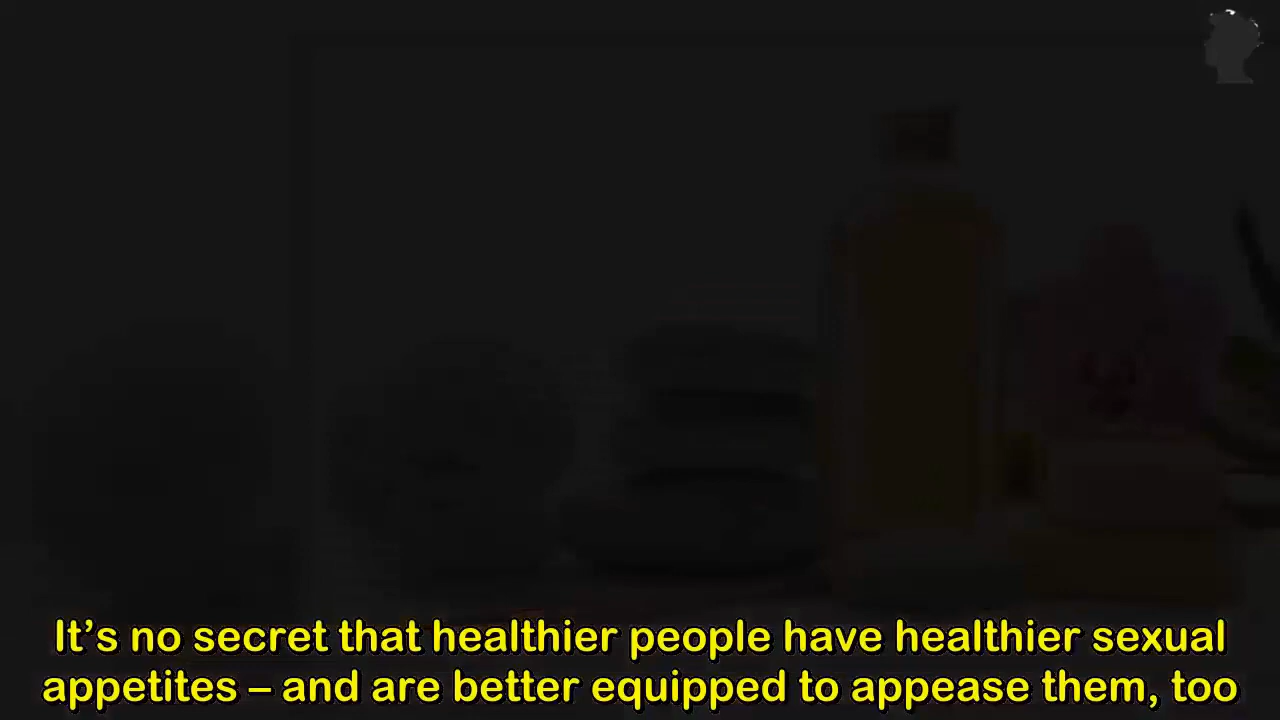 It’s no secret that healthier people have healthier sexual
appetites – and are better equipped to appease them, too